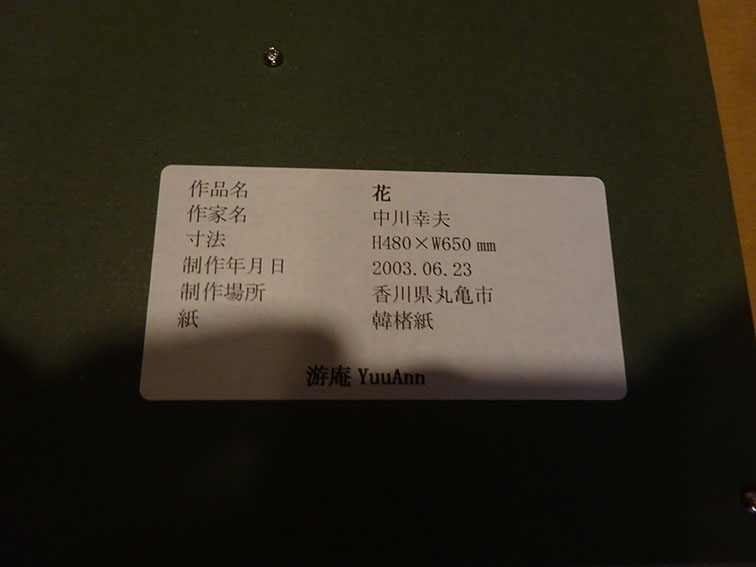 作品名 花
作家名 中川幸夫
寸法 H480×W650㎜
制作年月日 2003.06.23
制作場所 香川県丸亀市
紙 韓楮紙
游庵 YuuAnn